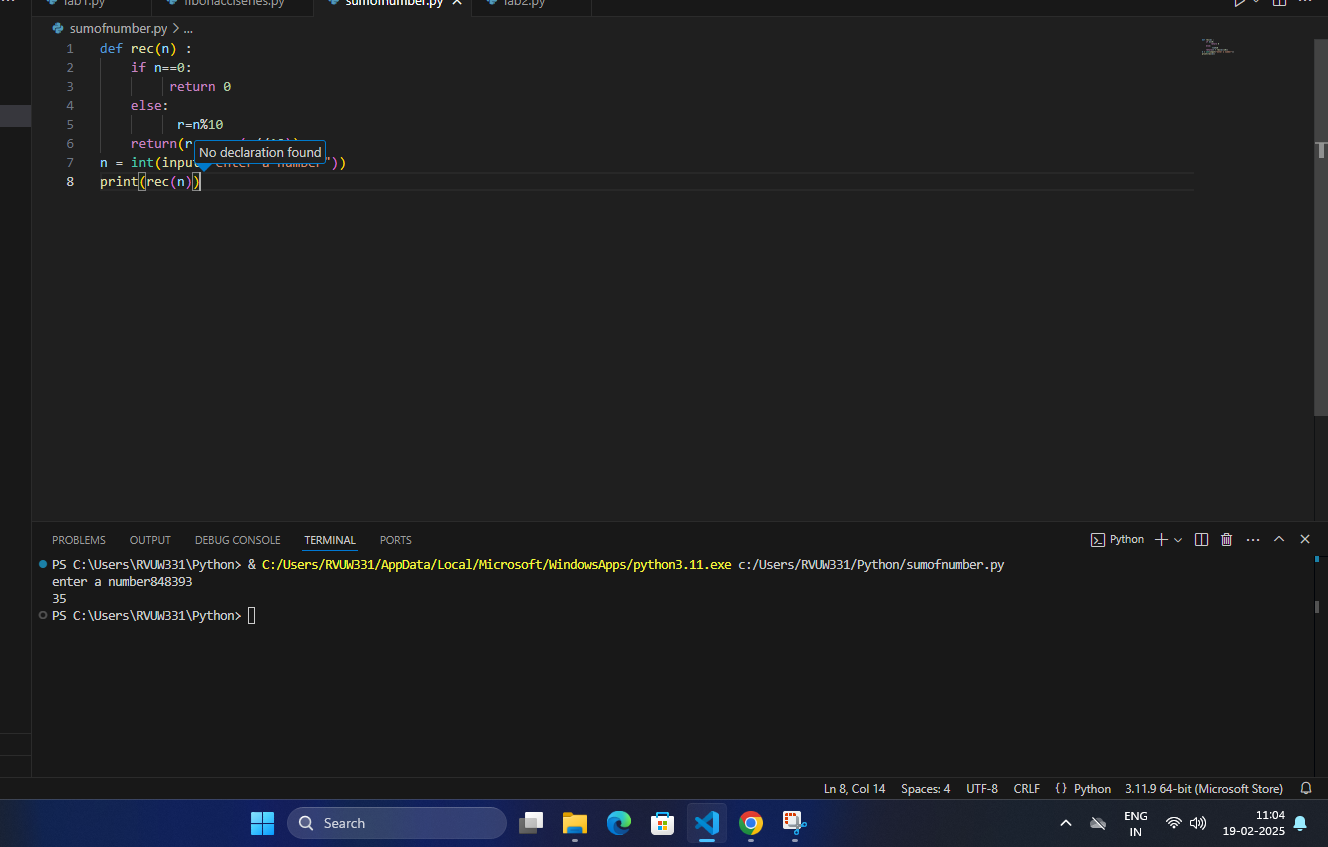 lab1.py fibonacciseries.py sumofnumber.py lab2.py
sumofnumber.py > ...
1 def rec(n) :
2 if n==0:
3 return 0
4 else:
5 r=n%10
6 return(r
No declaration found
7 n = int(input "enter a number"))
8 print(rec(n))
PROBLEMS OUTPUT DEBUG CONSOLE TERMINAL PORTS
Python
PS C:\Users\RVUW331\Python> & C:/Users/RVUW331/AppData/Local/Microsoft/WindowsApps/python3.11.exe c:/Users/RVUW331/Python/sumofnumber.py
enter a number848393
35
PS C:\Users\RVUW331\Python>
Ln 8, Col 14 Spaces: 4 UTF-8 CRLF {} Python 3.11.9 64-bit (Microsoft Store)
Search
ENG
IN
11:04
19-02-2025